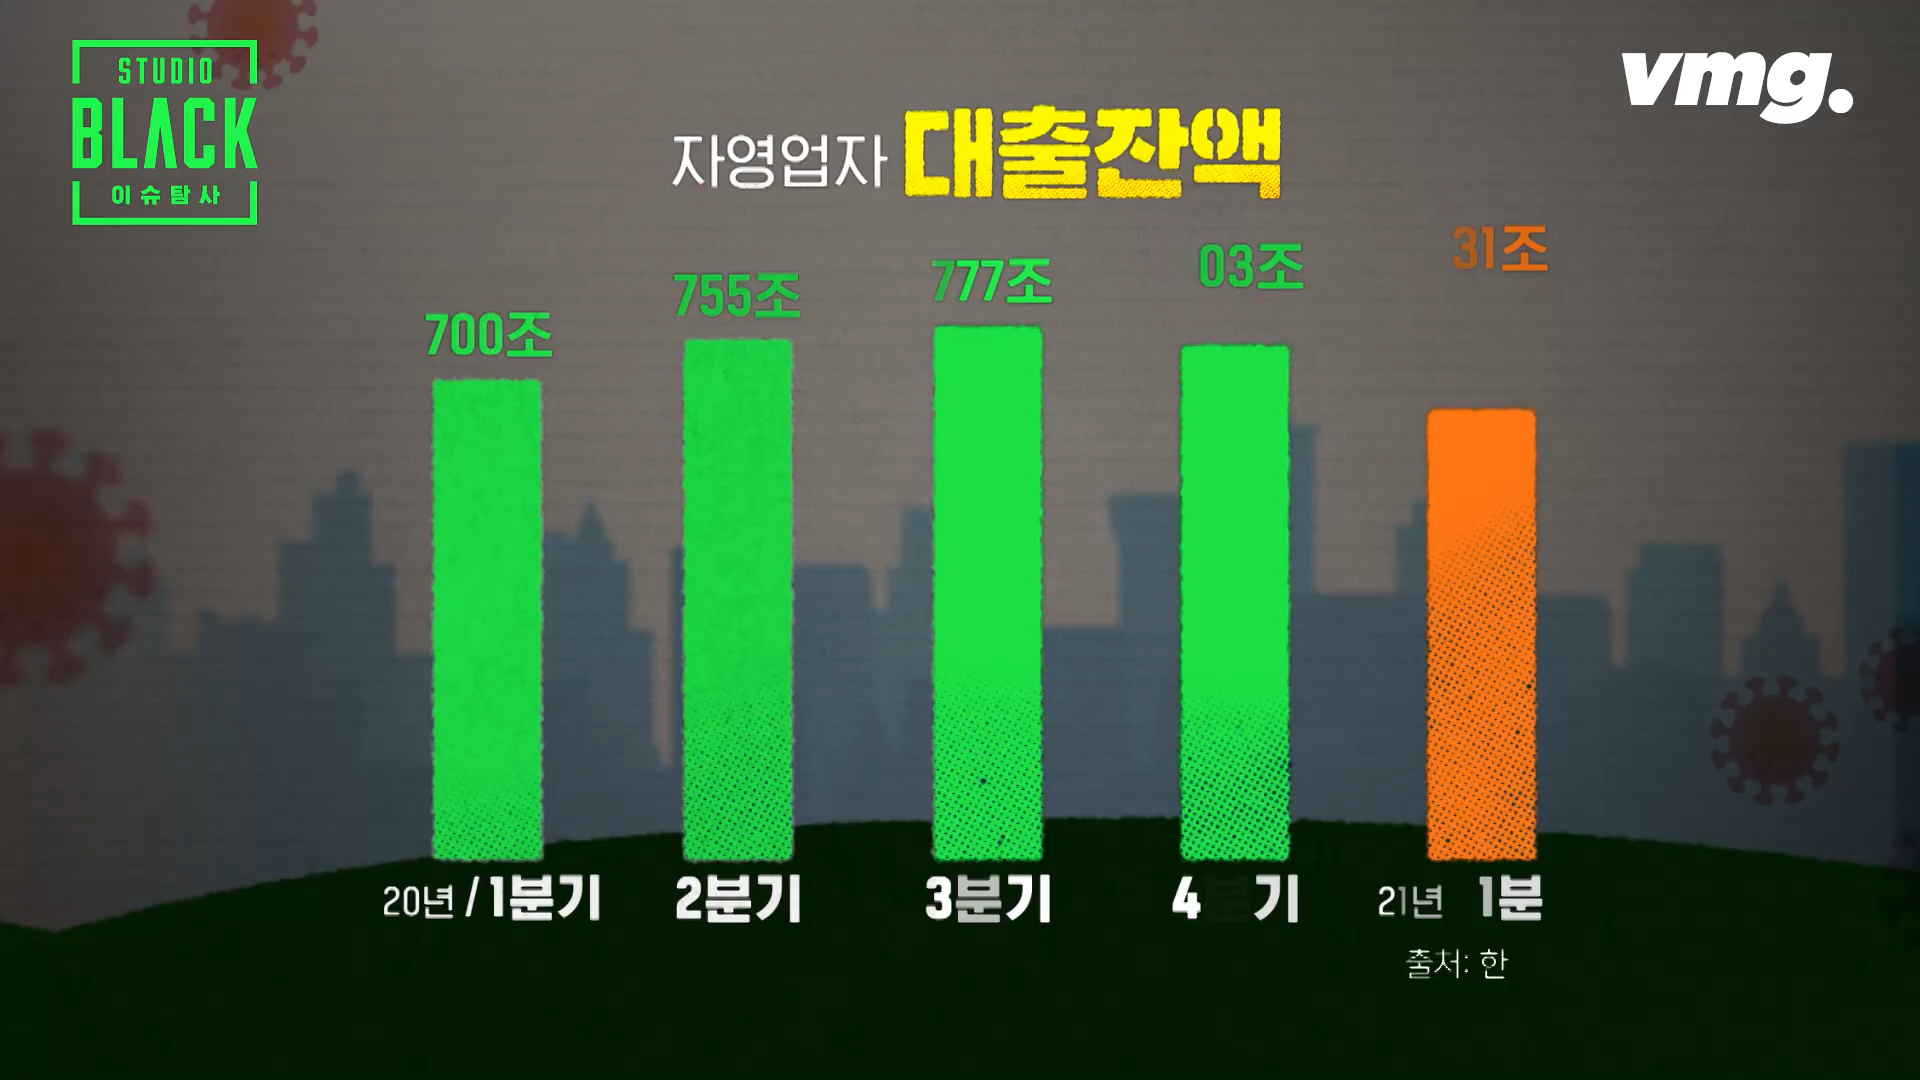 STUDIO
BLACK
이슈탐사
vmg.
자영업자 대출잔액
700조
755조
777조
03조
31조
20년 / 1분기
2분기
3분기
4 기
21년 1분
출처: 한